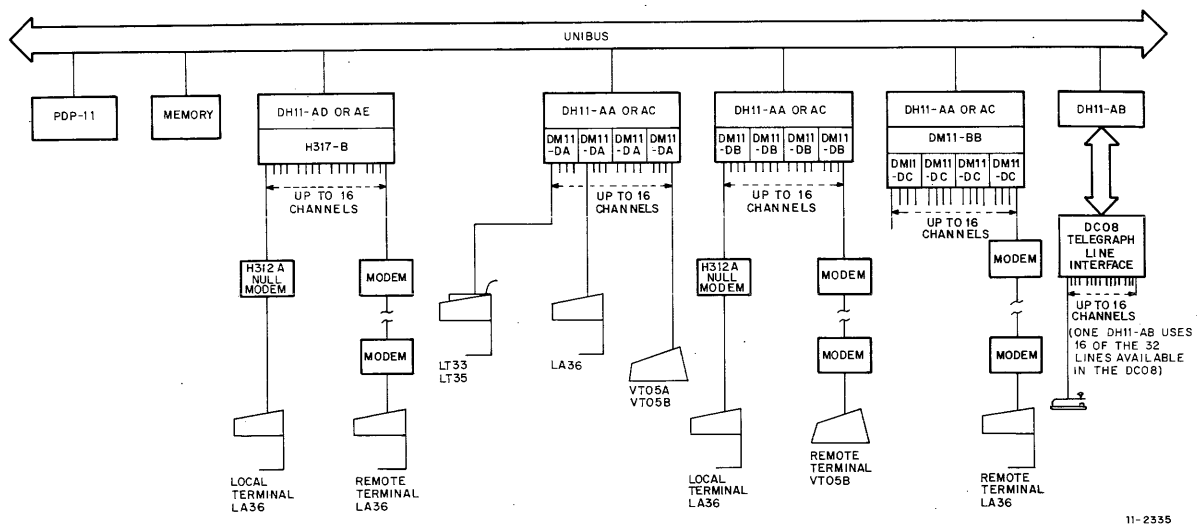 UNIBUS
PDP-11
MEMORY
DH11-AD OR AE
H317-B
UP TO 16
CHANNELS
H312A
NULL
MODEM
LOCAL
TERMINAL
LA36
MODEM
MODEM
REMOTE
TERMINAL
LA36
DH11-AA OR AC
DM11
-DA
DM11
-DA
DM11
-DA
DM11
-DA
UP TO 16
CHANNELS
LT33
LT35
LA36
VT05A
VT05B
DH11-AA OR AC
DM11
-DB
DM11
-DB
DM11
-DB
DM11
-DB
UP TO 16
CHANNELS
H312A
NULL
MODEM
LOCAL
TERMINAL
LA36
MODEM
MODEM
REMOTE
TERMINAL
VT05B
DH11-AA OR AC
DM11-BB
DM11
-DC
DM11
-DC
DM11
-DC
DM11
-DC
UP TO 16
CHANNELS
MODEM
MODEM
REMOTE
TERMINAL
LA36
DH11-AB
DC08
TELEGRAPH
LINE
INTERFACE
UP TO 16
CHANNELS
(ONE DH11-AB USES
16 OF THE 32
LINES AVAILABLE
IN THE DC08)
11-2335